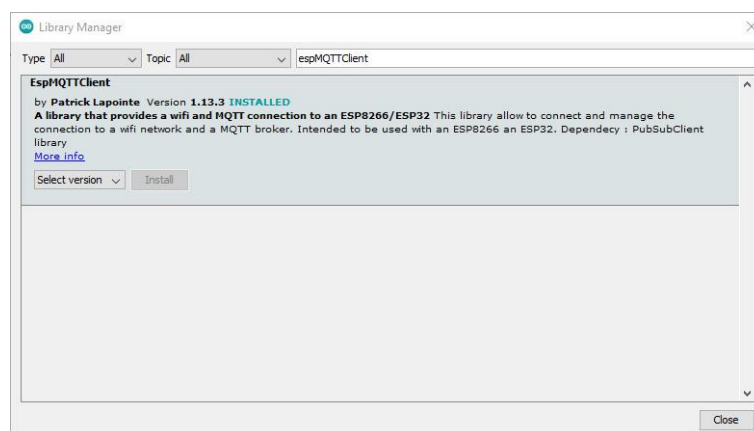 Library Manager
Type All Topic All espMQTTClient
EspMQTTClient
by Patrick Lapointe Version 1.13.3 INSTALLED
A library that provides a wifi and MQTT connection to an ESP8266/ESP32 This library allow to connect and manage the
connection to a wifi network and a MQTT broker. Intended to be used with an ESP8266 an ESP32. Dependecy : PubSubClient
library
More info
Select version Install
Close